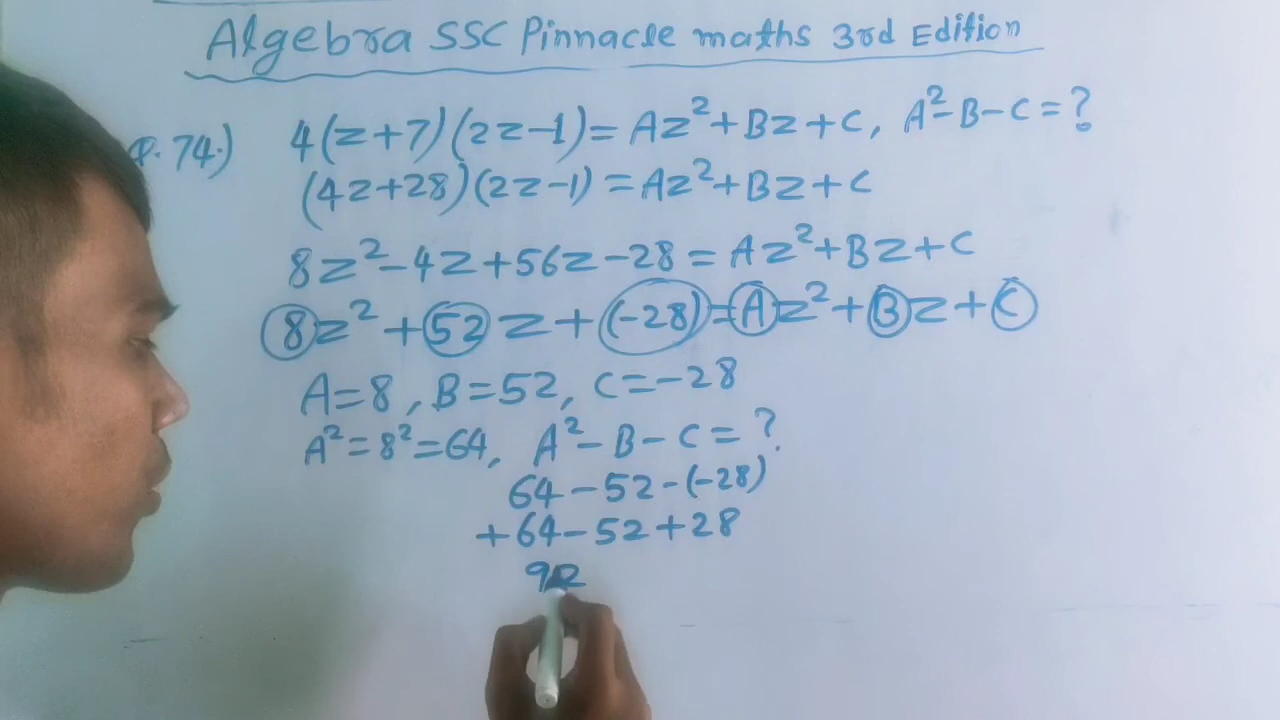 Algebra SSC Pinnacle maths 3rd Edition
Q. 74.) 4(z+7)(2z-1)=Az²+Bz+C, A²-B-C=?
(4z+28)(2z-1)=Az²+Bz+C
8z²-4z+56z-28=Az²+Bz+C
8z²+52z+(-28)=Az²+Bz+C
A=8, B=52, C=-28
A²=8²=64, A²-B-C=?
64-52-(-28)
+64-52+28
92